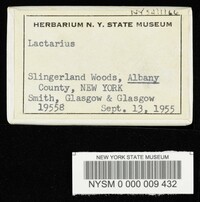 HERBARIUM N. Y. STATE MUSEUM
Lactarius
Slingerland Woods, Albany
County, NEW YORK
Smith, Glasgow & Glasgow
19558 Sept. 13, 1955
NEW YORK STATE MUSEUM
NYSM 0 000 009 432